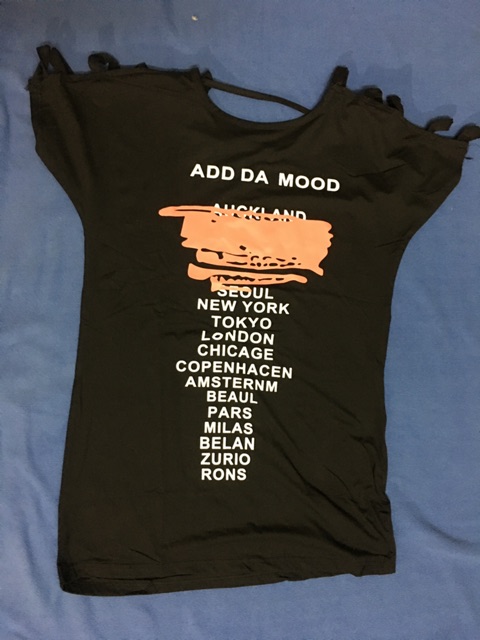 ADD DA MOOD
AUCKLAND
SEOUL
NEW YORK
TOKYO
LONDON
CHICAGE
COPENHACEN
AMSTERNM
BEAUL
PARS
MILAS
BELAN
ZURIO
RONS